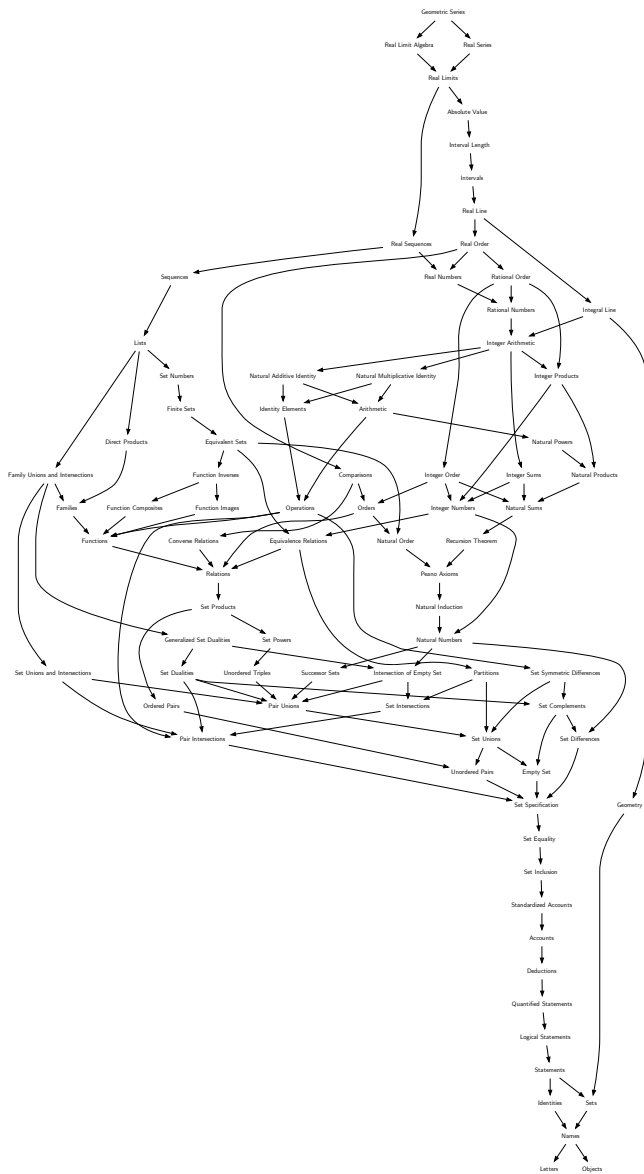 Geometric Series
Real Limit Algebra
Real Series
Real Limits
Absolute Value
Interval Length
Intervals
Real Line
Real Sequences
Real Order
Sequences
Real Numbers
Rational Order
Rational Numbers
Integral Line
Lists
Integer Arithmetic
Set Numbers
Natural Additive Identity
Natural Multiplicative Identity
Integer Products
Finite Sets
Identity Elements
Arithmetic
Direct Products
Equivalent Sets
Natural Powers
Family Unions and Intersections
Function Inverses
Comparisons
Integer Order
Integer Sums
Natural Products
Families
Function Composites
Function Images
Operations
Orders
Integer Numbers
Natural Sums
Functions
Converse Relations
Equivalence Relations
Natural Order
Recursion Theorem
Relations
Peano Axioms
Set Products
Natural Induction
Generalized Set Dualities
Set Powers
Natural Numbers
Set Unions and Intersections
Set Dualities
Unordered Triples
Successor Sets
Intersection of Empty Set
Partitions
Set Symmetric Differences
Ordered Pairs
Pair Unions
Set Intersections
Set Complements
Pair Intersections
Set Unions
Set Differences
Unordered Pairs
Empty Set
Set Specification
Geometry
Set Equality
Set Inclusion
Standardized Accounts
Accounts
Deductions
Quantified Statements
Logical Statements
Statements
Identities
Sets
Names
Letters
Objects